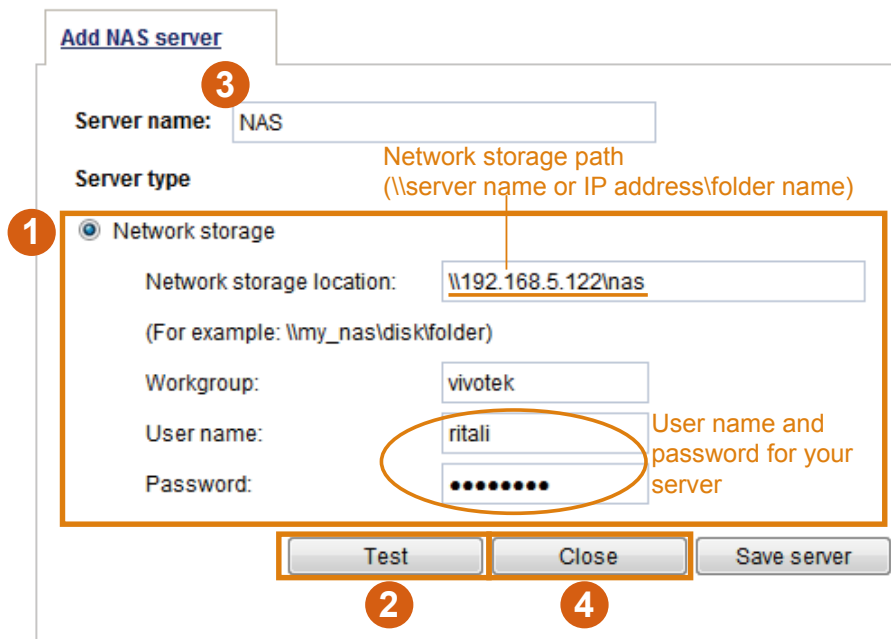 Add NAS server
3
Server name: NAS
Network storage path
(\\server name or IP address\folder name)
Server type
1
Network storage
Network storage location: \\192.168.5.122\nas
(For example: \\my_nas\disk\folder)
Workgroup: vivotek
User name: ritali
Password: ●●●●●●●●
User name and
password for your
server
Test Close Save server
2 4